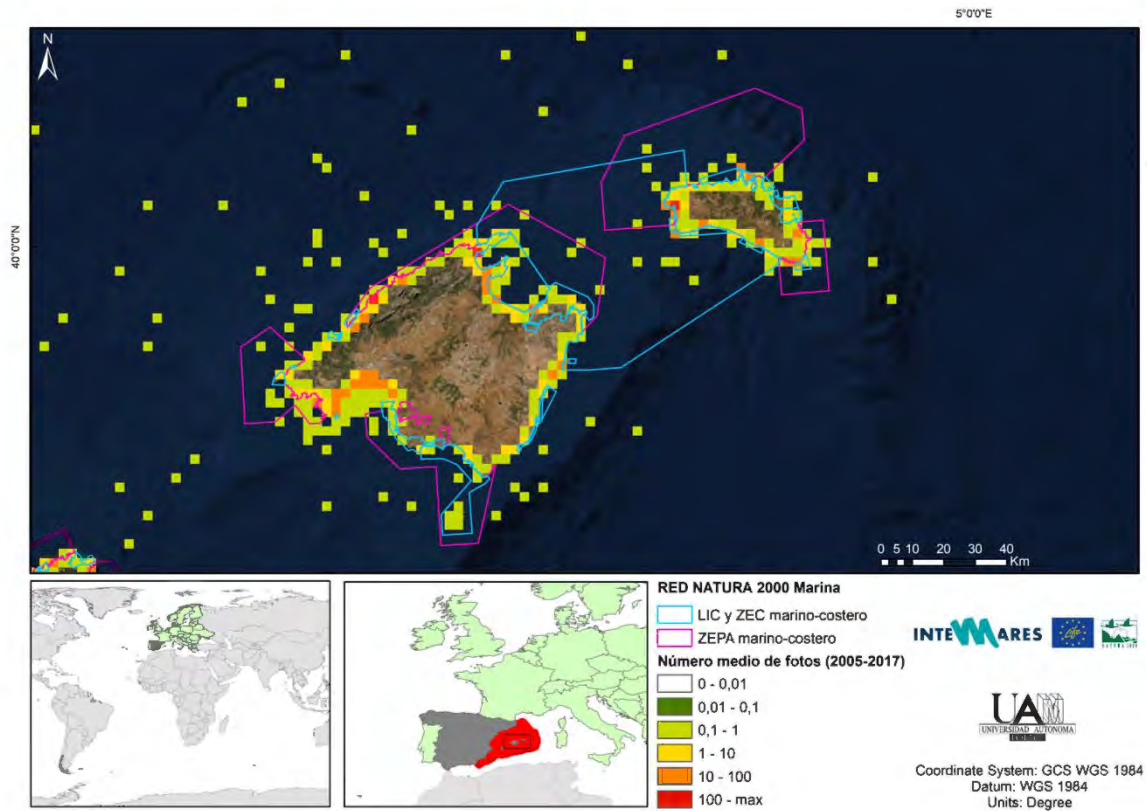 5°0'0"E
N
40°0'0"N
0 5 10 20 30 40
Km
RED NATURA 2000 Marina
LIC y ZEC marino-costero
ZEPA marino-costero
Número medio de fotos (2005-2017)
0 - 0,01
0,01 - 0,1
0,1 - 1
1 - 10
10 - 100
100 - max
INTEMARES
UAM
UNIVERSIDAD AUTONOMA
Coordinate System: GCS WGS 1984
Datum: WGS 1984
Units: Degree